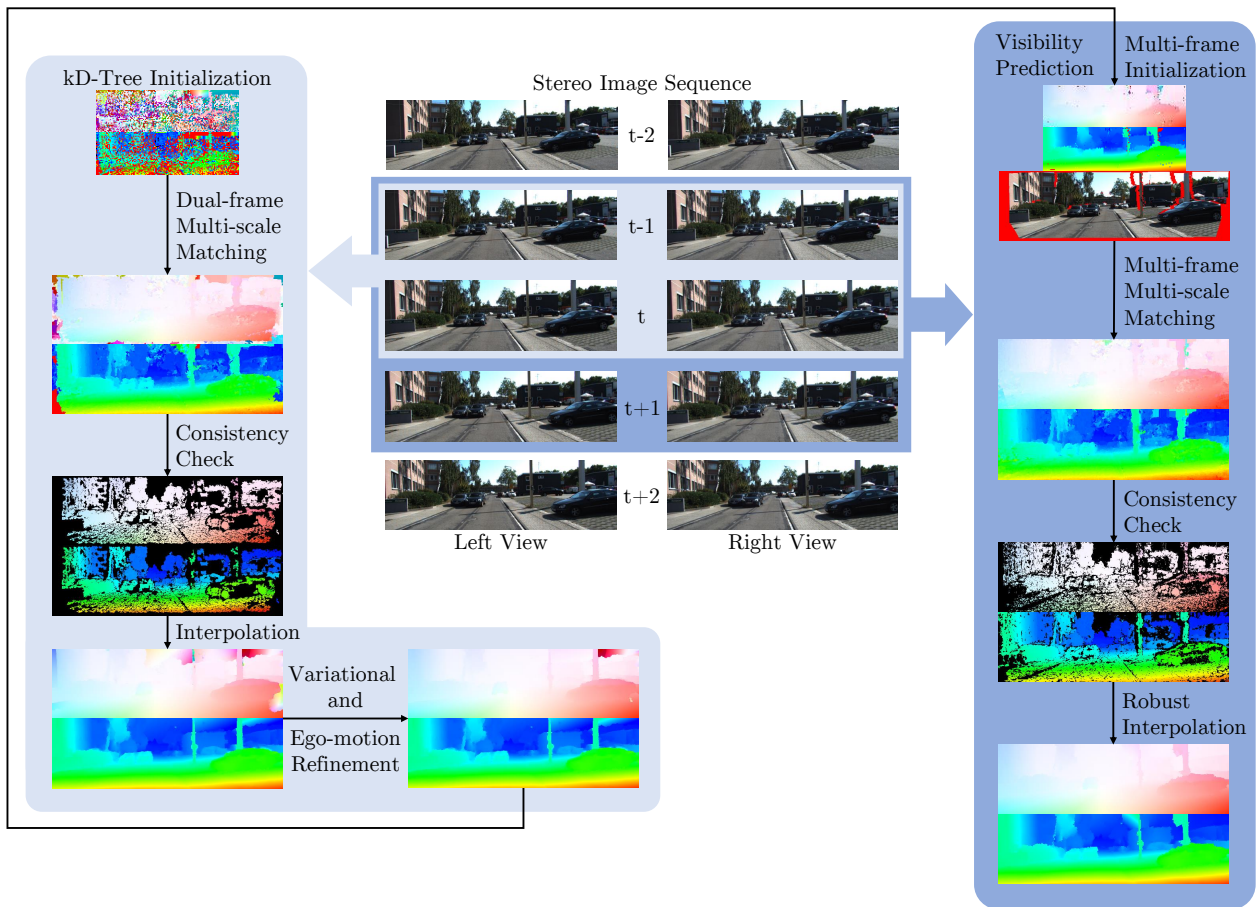 kD-Tree Initialization
Dual-frame
Multi-scale
Matching
Consistency
Check
Interpolation
Variational
and
Ego-motion
Refinement
Stereo Image Sequence
t-2
t-1
t
t+1
t+2
Left View
Right View
Visibility
Prediction
Multi-frame
Initialization
Multi-frame
Multi-scale
Matching
Consistency
Check
Robust
Interpolation